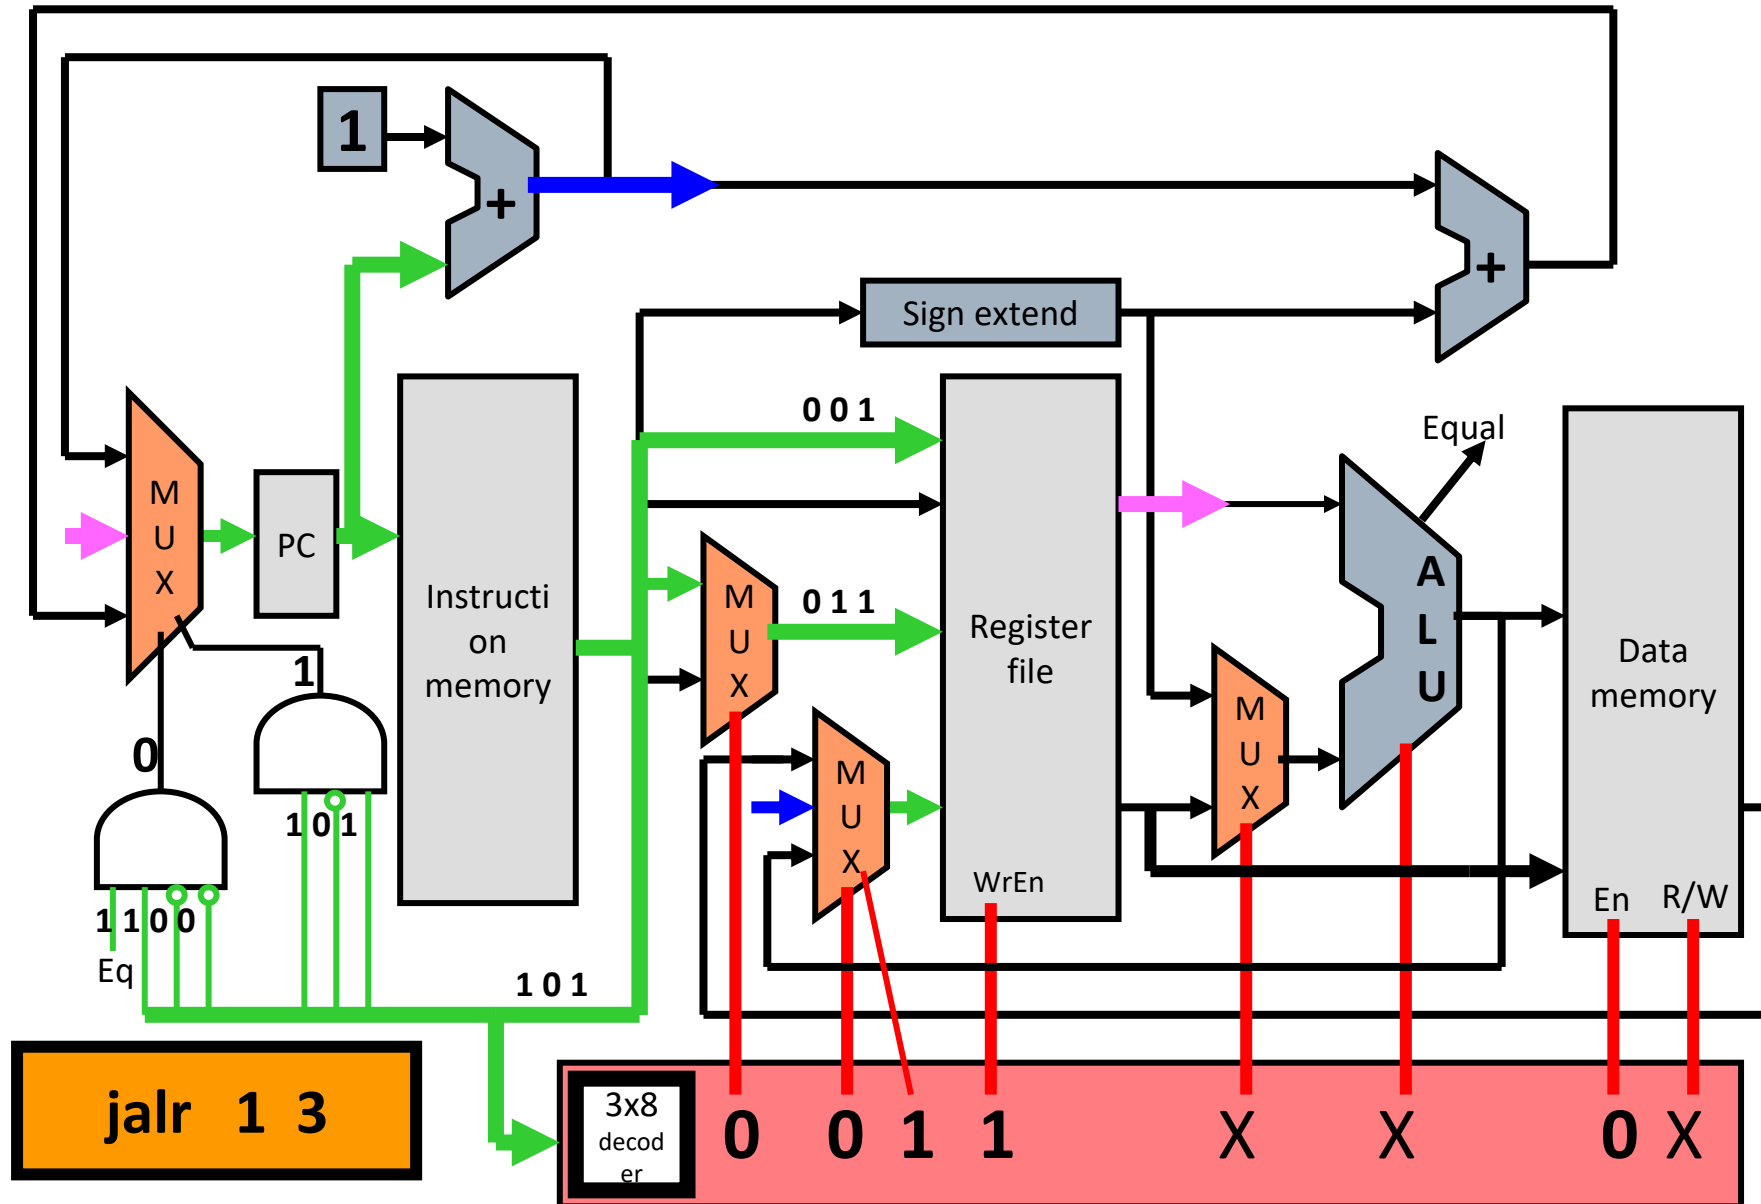 1
+
+
Sign extend
0 0 1
Equal
M
U
X
PC
Instructi
on
memory
M
U
X
0 1 1
Register
file
A
L
U
Data
memory
1
M
U
X
0
M
U
X
1 0 1
WrEn
En R/W
1 1 0 0
Eq
1 0 1
jalr 1 3
3x8
decod
er
0 0 1 1 X X 0 X